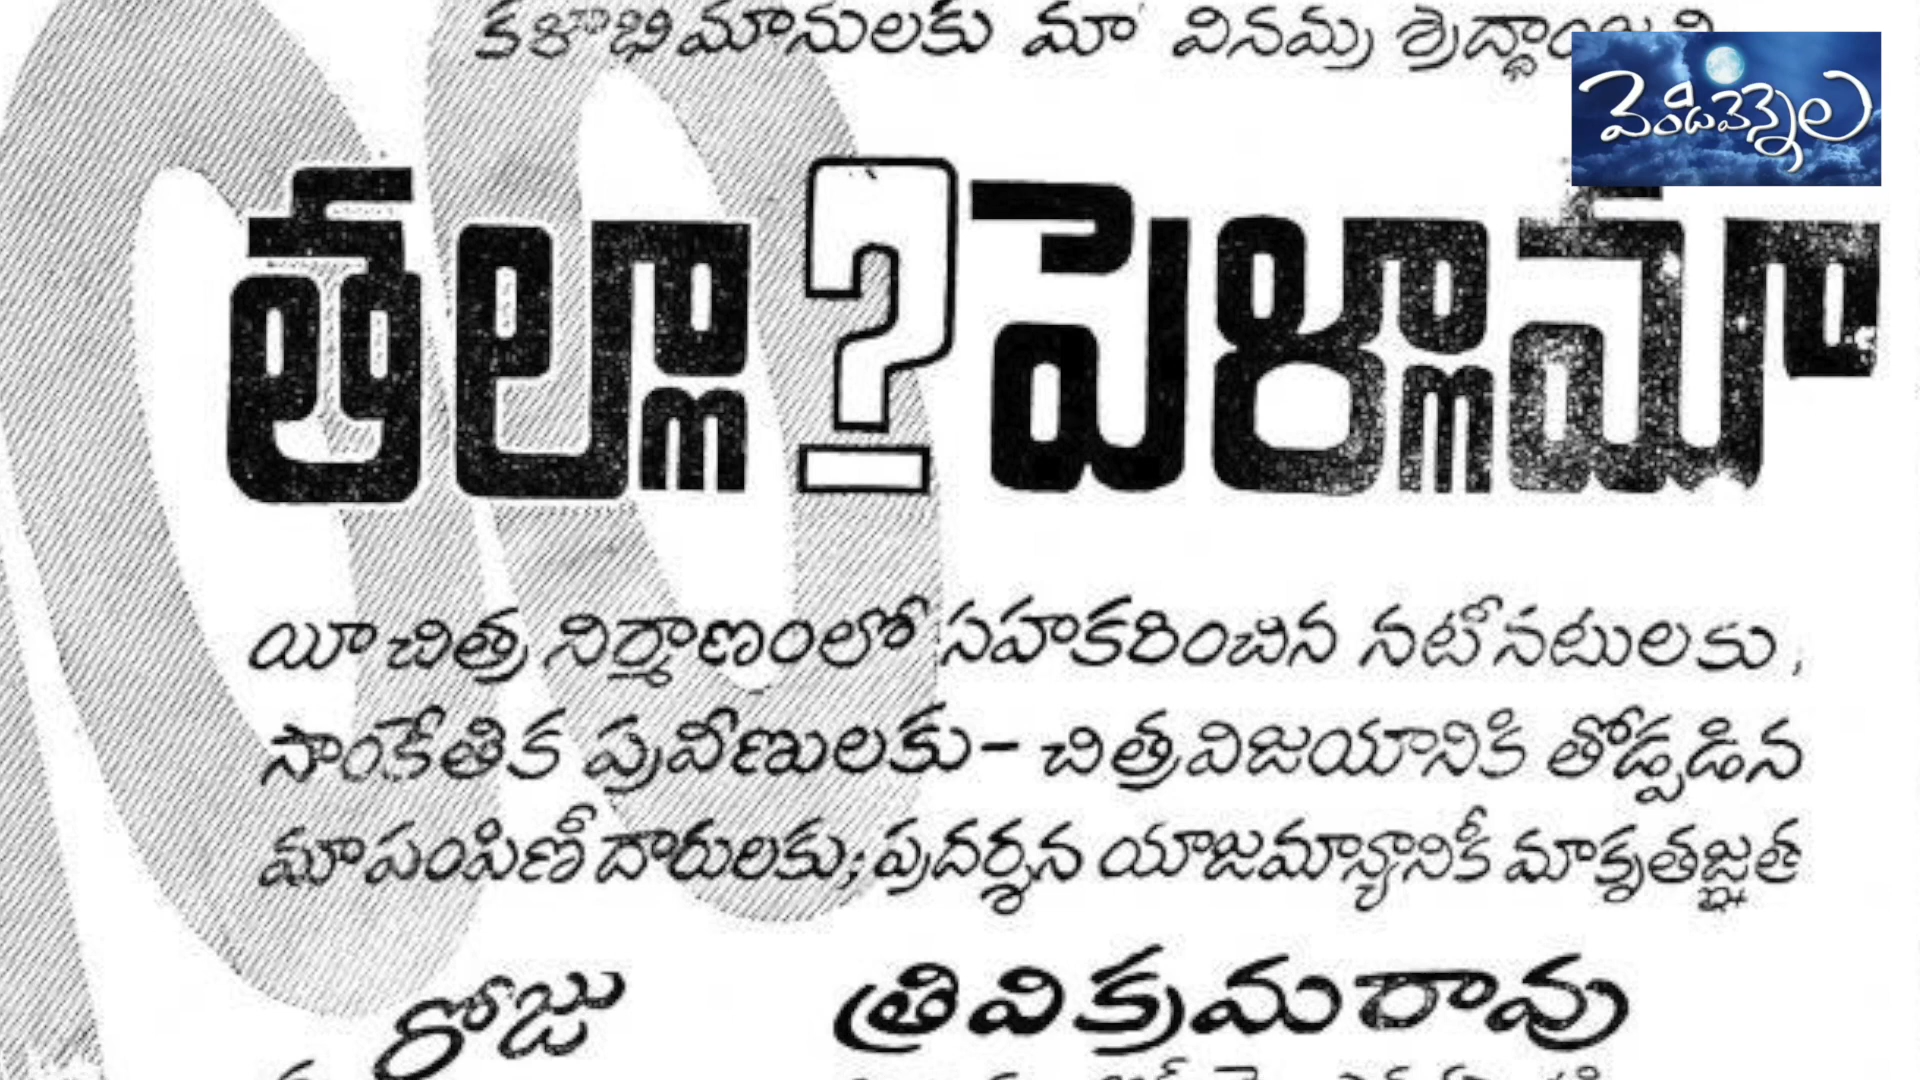 కళాభిమానులకు మా వినమ్ర శ్రద్ధాంజలి
వెండివెన్నెల
తల్లా ? పెళ్లామా
యీ చిత్ర నిర్మాణంలో సహకరించిన నటీనటులకు,
సాంకేతిక ప్రవీణులకు - చిత్రవిజయానికి తోడ్పడిన
మా పంపిణీదారులకు; ప్రదర్శన యాజమాన్యానికీ మా కృతజ్ఞత
రోజు
త్రివిక్రమరావు